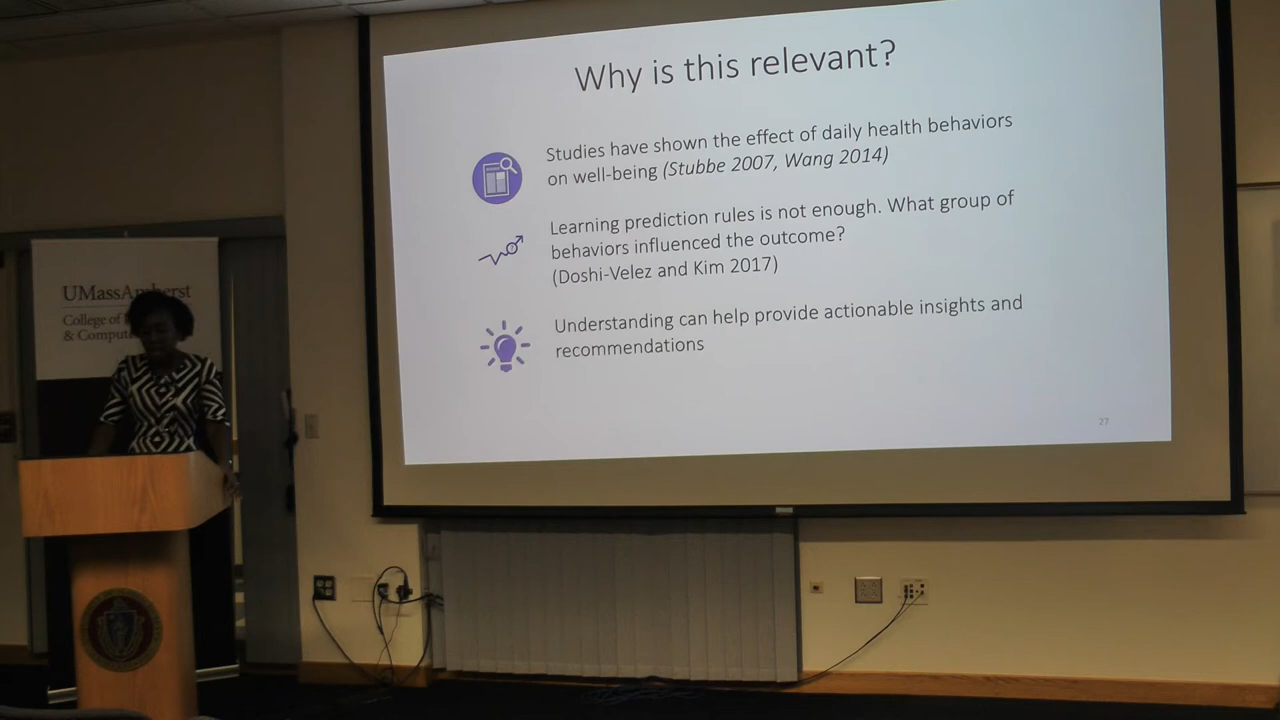 Why is this relevant?
Studies have shown the effect of daily health behaviors
on well-being (Stubbe 2007, Wang 2014)
Learning prediction rules is not enough. What group of
behaviors influenced the outcome?
(Doshi-Velez and Kim 2017)
Understanding can help provide actionable insights and
recommendations
27
UMassAmherst
College of
&